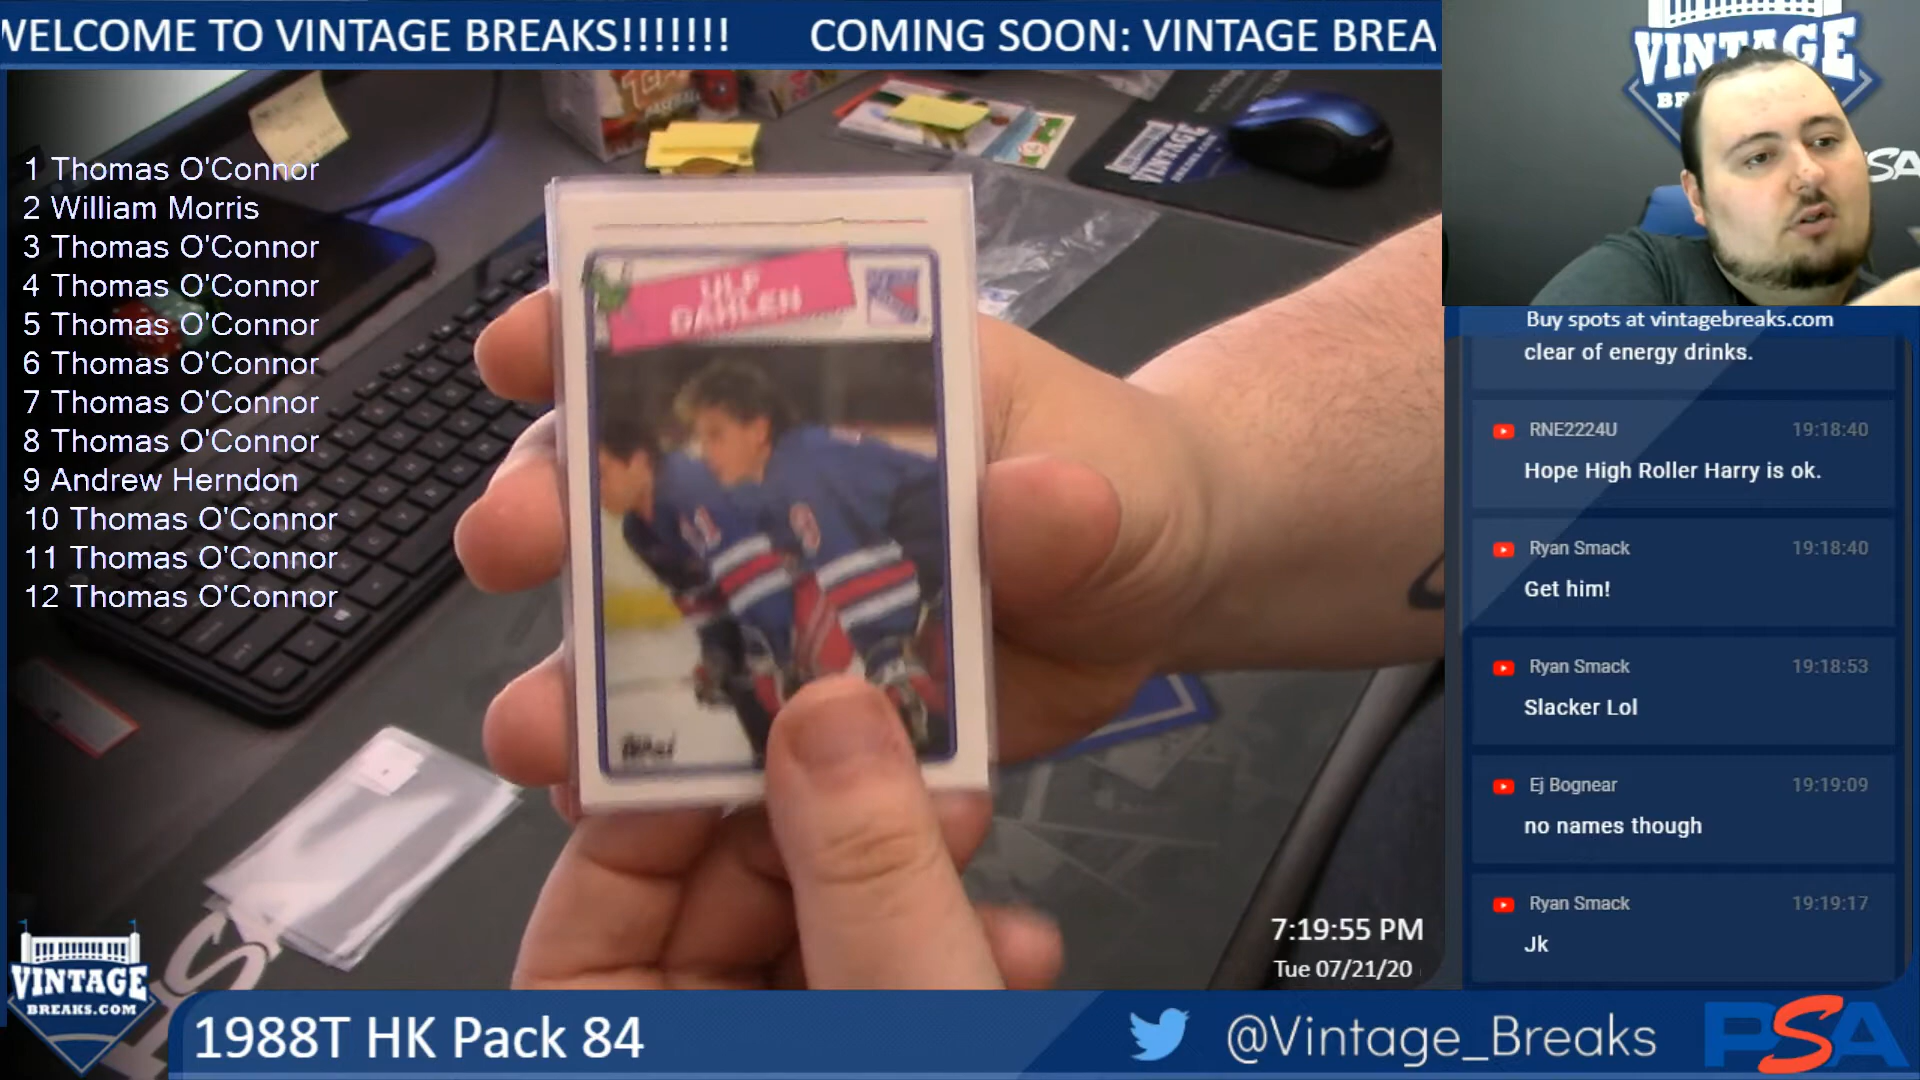 WELCOME TO VINTAGE BREAKS!!!!!!! COMING SOON: VINTAGE BREA
1 Thomas O'Connor
2 William Morris
3 Thomas O'Connor
4 Thomas O'Connor
5 Thomas O'Connor
6 Thomas O'Connor
7 Thomas O'Connor
8 Thomas O'Connor
9 Andrew Herndon
10 Thomas O'Connor
11 Thomas O'Connor
12 Thomas O'Connor
ULF
DAHLEN
VINTAGE
VINTAGE
Buy spots at vintagebreaks.com
clear of energy drinks.
RNE2224U 19:18:40
Hope High Roller Harry is ok.
Ryan Smack 19:18:40
Get him!
Ryan Smack 19:18:53
Slacker Lol
Ej Bognear 19:19:09
no names though
Ryan Smack 19:19:17
Jk
7:19:55 PM
Tue 07/21/20
VINTAGE
BREAKS.COM
1988T HK Pack 84
@Vintage_Breaks
PSA